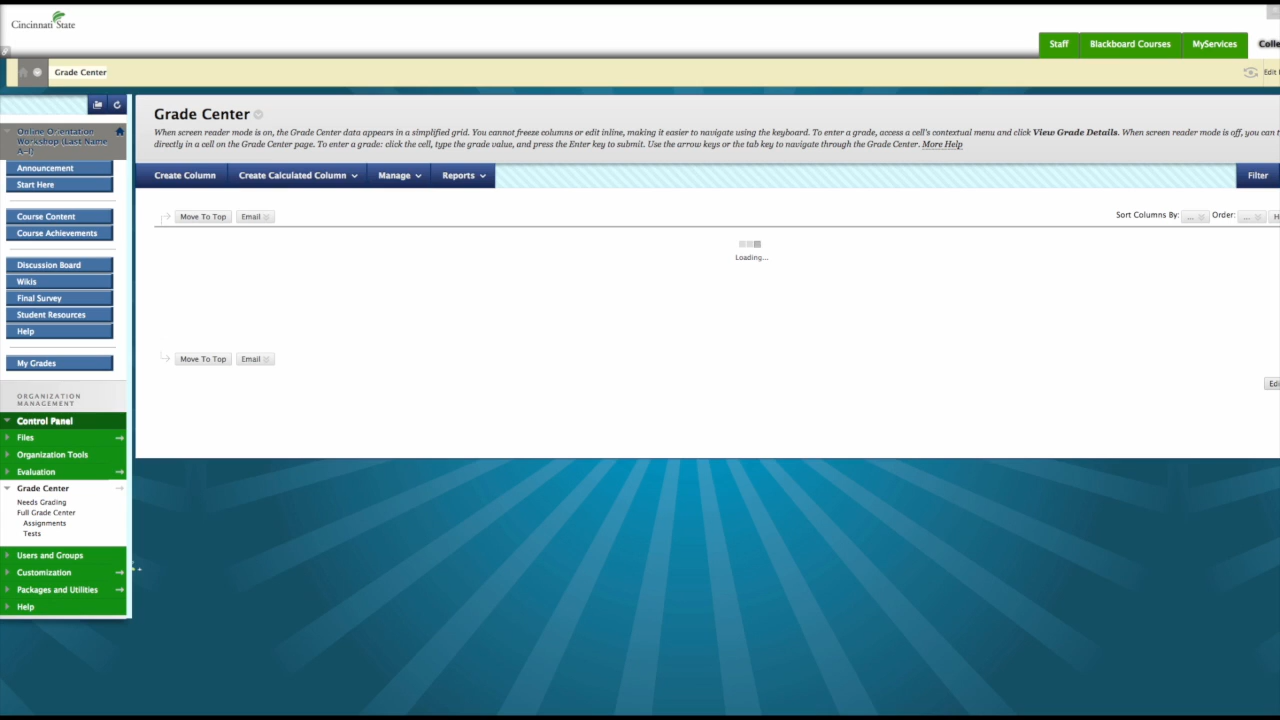 Cincinnati State
Staff
Blackboard Courses
MyServices
Grade Center
Grade Center
When screen reader mode is on, the Grade Center data appears in a simplified grid. You cannot freeze columns or edit inline, making it easier to navigate using the keyboard. To enter a grade, access a cell's contextual menu and click View Grade Details. When screen reader mode is off, you can t
directly in a cell on the Grade Center page. To enter a grade: click the cell, type the grade value, and press the Enter key to submit. Use the arrow keys or the tab key to navigate through the Grade Center. More Help
Create Column
Create Calculated Column
Manage
Reports
Filter
Move To Top
Email
Sort Columns By:
...
Order:
...
Loading...
Move To Top
Email
Online Orientation
Workshop (Last Name
A-I)
Announcement
Start Here
Course Content
Course Achievements
Discussion Board
Wikis
Final Survey
Student Resources
Help
My Grades
ORGANIZATION
MANAGEMENT
Control Panel
Files
Organization Tools
Evaluation
Grade Center
Needs Grading
Full Grade Center
Assignments
Tests
Users and Groups
Customization
Packages and Utilities
Help